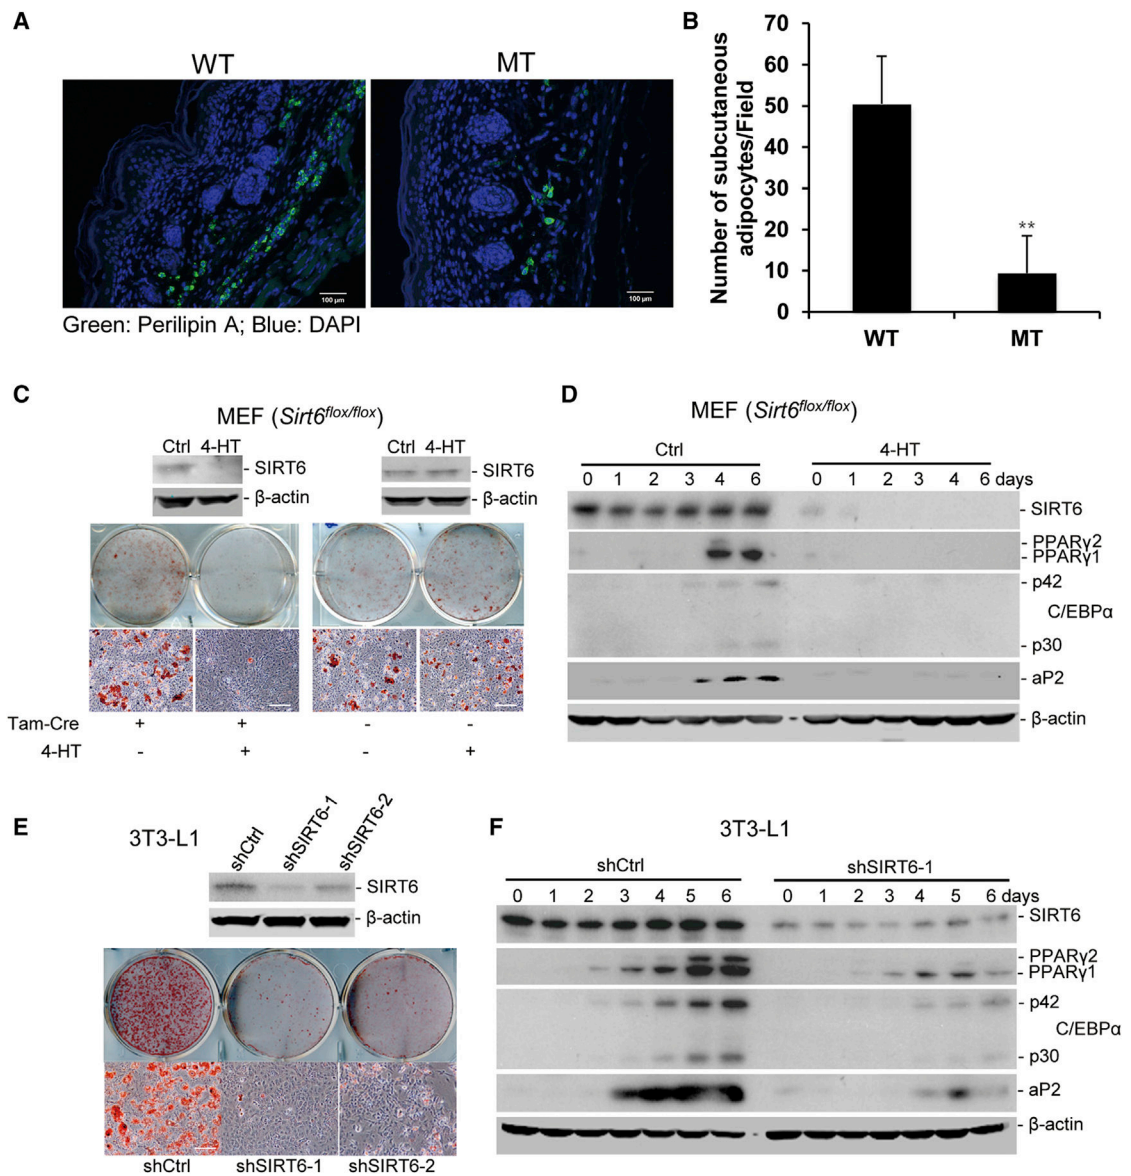 A
WT
MT
100 µm
100 µm
Green: Perilipin A; Blue: DAPI
B
Number of subcutaneous
adipocytes/Field
70
60
50
40
30
20
10
0
**
WT
MT
C
MEF (Sirt6flox/flox)
Ctrl 4-HT
- SIRT6
- β-actin
Ctrl 4-HT
- SIRT6
- β-actin
Tam-Cre + + - -
4-HT - + - +
D
MEF (Sirt6flox/flox)
Ctrl 4-HT
0 1 2 3 4 6 0 1 2 3 4 6 days
- SIRT6
- PPARγ2
- PPARγ1
- p42
C/EBPα
- p30
- aP2
- β-actin
E
3T3-L1
shCtrl
shSIRT6-1
shSIRT6-2
- SIRT6
- β-actin
shCtrl shSIRT6-1 shSIRT6-2
F
3T3-L1
shCtrl shSIRT6-1
0 1 2 3 4 5 6 0 1 2 3 4 5 6 days
- SIRT6
- PPARγ2
- PPARγ1
- p42
C/EBPα
- p30
- aP2
- β-actin